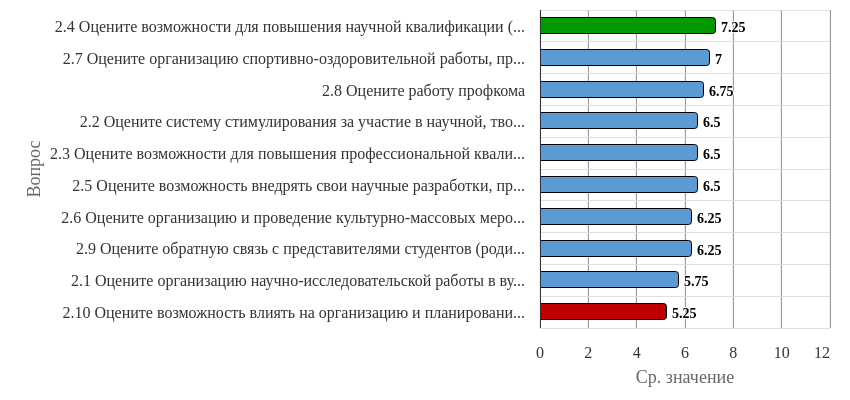 2.4 Оцените возможности для повышения научной квалификации (... 7.25
2.7 Оцените организацию спортивно-оздоровительной работы, пр... 7
2.8 Оцените работу профкома 6.75
2.2 Оцените систему стимулирования за участие в научной, тво... 6.5
2.3 Оцените возможности для повышения профессиональной квали... 6.5
2.5 Оцените возможность внедрять свои научные разработки, пр... 6.5
2.6 Оцените организацию и проведение культурно-массовых меро... 6.25
2.9 Оцените обратную связь с представителями студентов (роди... 6.25
2.1 Оцените организацию научно-исследовательской работы в ву... 5.75
2.10 Оцените возможность влиять на организацию и планировани... 5.25
Вопрос
0 2 4 6 8 10 12
Ср. значение